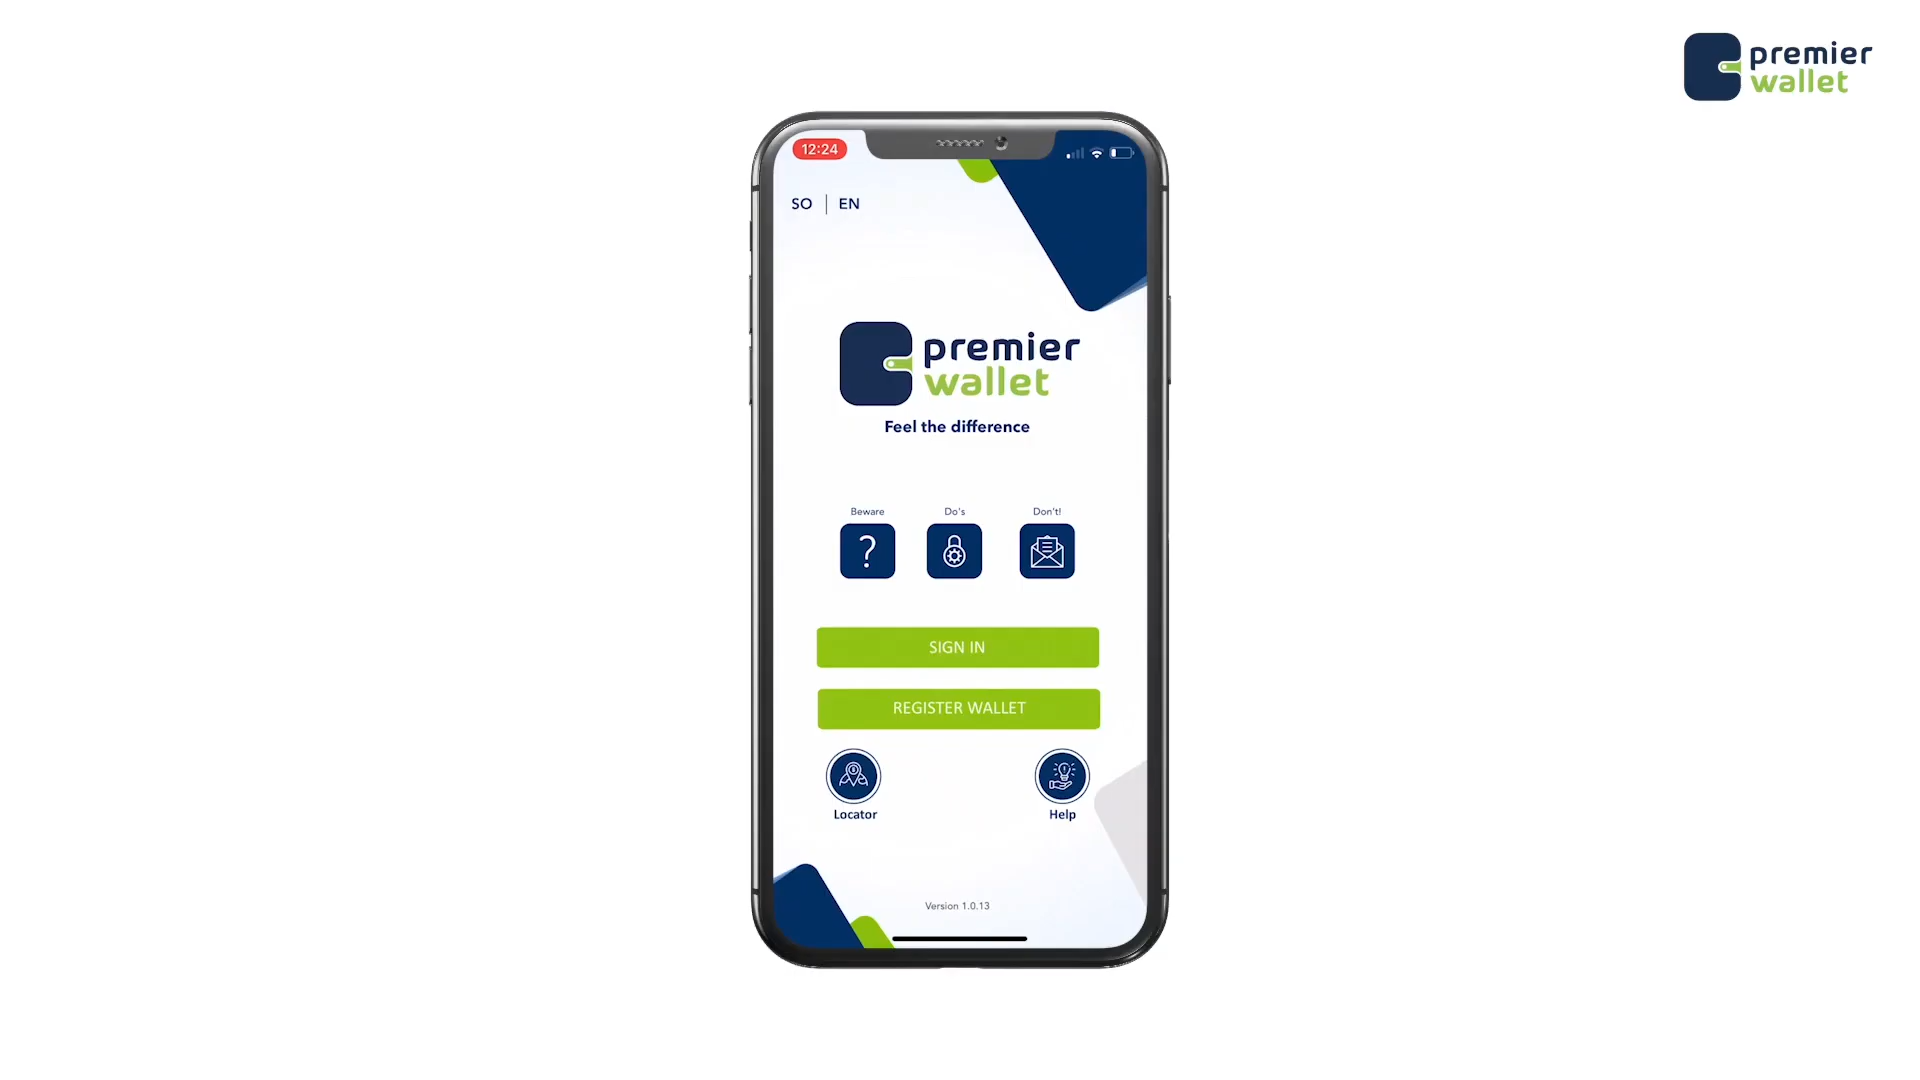 premier
wallet
12:24
SO | EN
premier
wallet
Feel the difference
Beware
Do's
Don't!
?
SIGN IN
REGISTER WALLET
Locator
Help
Version 1.0.13